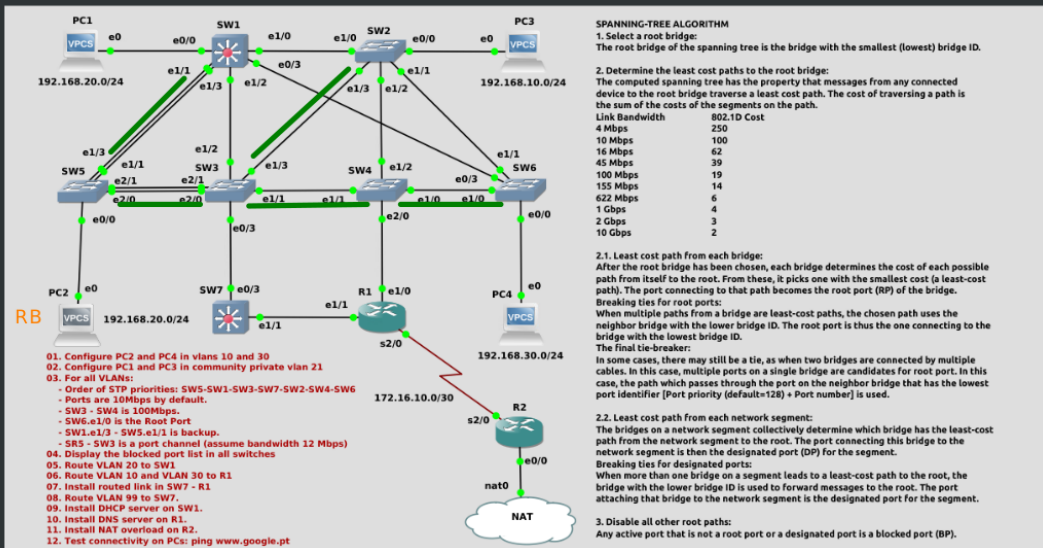 PC1
SW1
SW2
PC3
e0
e0/0
e1/0
e1/0
e0/0
e0
VPCS
VPCS
192.168.20.0/24
e1/1
e1/3
e1/2
e0/3
e1/3
e1/2
e1/1
192.168.10.0/24
e1/3
e1/1
e1/2
SW3
e1/3
e1/2
SW4
e1/1
SW6
e0/3
SW5
e2/1
e2/1
e2/0
e2/0
e1/1
e1/1
e1/0
e1/0
e0/0
e0/3
e2/0
e0/0
PC2
e0
SW7
e0/3
R1
e1/0
PC4
e0
RB
VPCS
192.168.20.0/24
e1/1
e1/1
s2/0
VPCS
192.168.30.0/24
172.16.10.0/30
R2
s2/0
e0/0
nat0
NAT
01. Configure PC2 and PC4 in vlans 10 and 30
02. Configure PC1 and PC3 in community private vlan 21
03. For all VLANs:
- Order of STP priorities: SW5-SW1-SW3-SW7-SW2-SW4-SW6
- Ports are 10Mbps by default.
- SW3 - SW4 is 100Mbps.
- SW6.e1/0 is the Root Port
- SW1.e1/3 - SW5.e1/1 is backup.
- SR5 - SW3 is a port channel (assume bandwidth 12 Mbps)
04. Display the blocked port list in all switches
05. Route VLAN 20 to SW1
06. Route VLAN 10 and VLAN 30 to R1
07. Install routed link in SW7 - R1
08. Route VLAN 99 to SW7.
09. Install DHCP server on SW1.
10. Install DNS server on R1.
11. Install NAT overload on R2.
12. Test connectivity on PCs: ping www.google.pt
SPANNING-TREE ALGORITHM
1. Select a root bridge:
The root bridge of the spanning tree is the bridge with the smallest (lowest) bridge ID.
2. Determine the least cost paths to the root bridge:
The computed spanning tree has the property that messages from any connected
device to the root bridge traverse a least cost path. The cost of traversing a path is
the sum of the costs of the segments on the path.
Link Bandwidth 802.1D Cost
4 Mbps 250
10 Mbps 100
16 Mbps 62
45 Mbps 39
100 Mbps 19
155 Mbps 14
622 Mbps 6
1 Gbps 4
2 Gbps 3
10 Gbps 2
2.1. Least cost path from each bridge:
After the root bridge has been chosen, each bridge determines the cost of each possible
path from itself to the root. From these, it picks one with the smallest cost (a least-cost
path). The port connecting to that path becomes the root port (RP) of the bridge.
Breaking ties for root ports:
When multiple paths from a bridge are least-cost paths, the chosen path uses the
neighbor bridge with the lower bridge ID. The root port is thus the one connecting to the
bridge with the lowest bridge ID.
The final tie-breaker:
In some cases, there may still be a tie, as when two bridges are connected by multiple
cables. In this case, multiple ports on a single bridge are candidates for root port. In this
case, the path which passes through the port on the neighbor bridge that has the lowest
port identifier [Port priority (default=128) + Port number] is used.
2.2. Least cost path from each network segment:
The bridges on a network segment collectively determine which bridge has the least-cost
path from the network segment to the root. The port connecting this bridge to the
network segment is then the designated port (DP) for the segment.
Breaking ties for designated ports:
When more than one bridge on a segment leads to a least-cost path to the root, the
bridge with the lower bridge ID is used to forward messages to the root. The port
attaching that bridge to the network segment is the designated port for the segment.
3. Disable all other root paths:
Any active port that is not a root port or a designated port is a blocked port (BP).